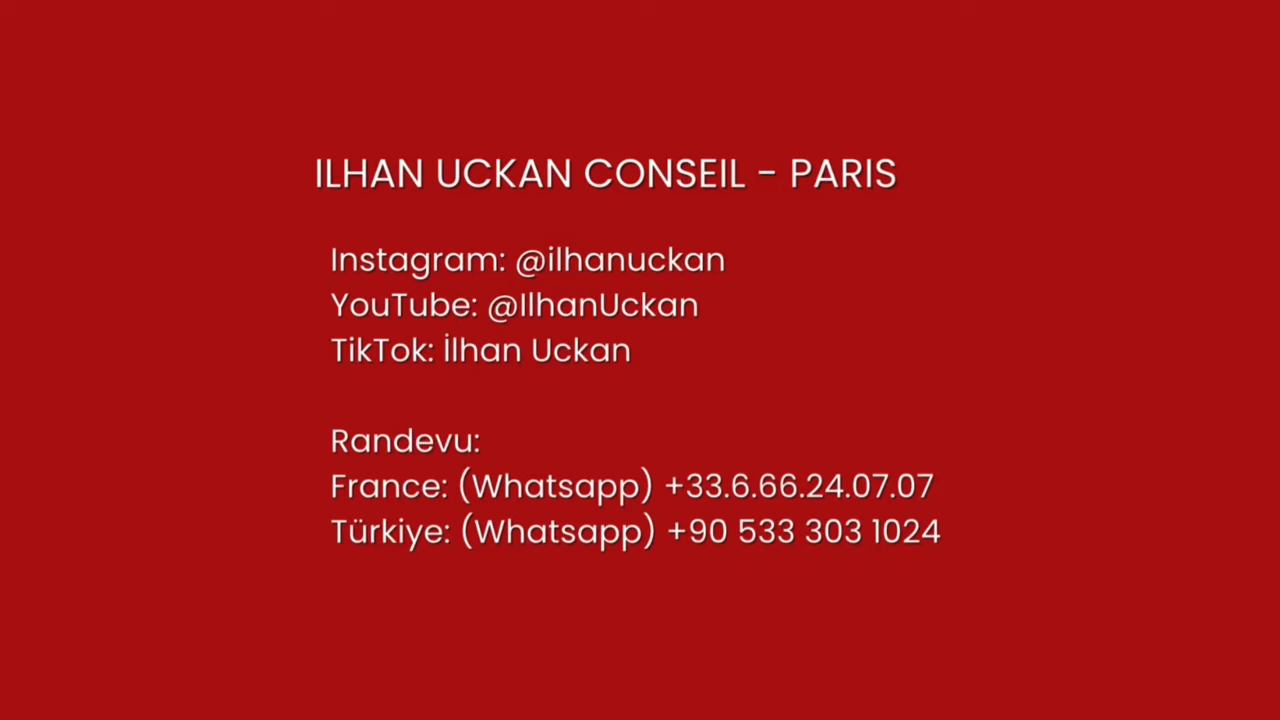 ILHAN UCKAN CONSEIL - PARIS
Instagram: @ilhanuckan
YouTube: @IlhanUckan
TikTok: İlhan Uckan
Randevu:
France: (Whatsapp) +33.6.66.24.07.07
Türkiye: (Whatsapp) +90 533 303 1024